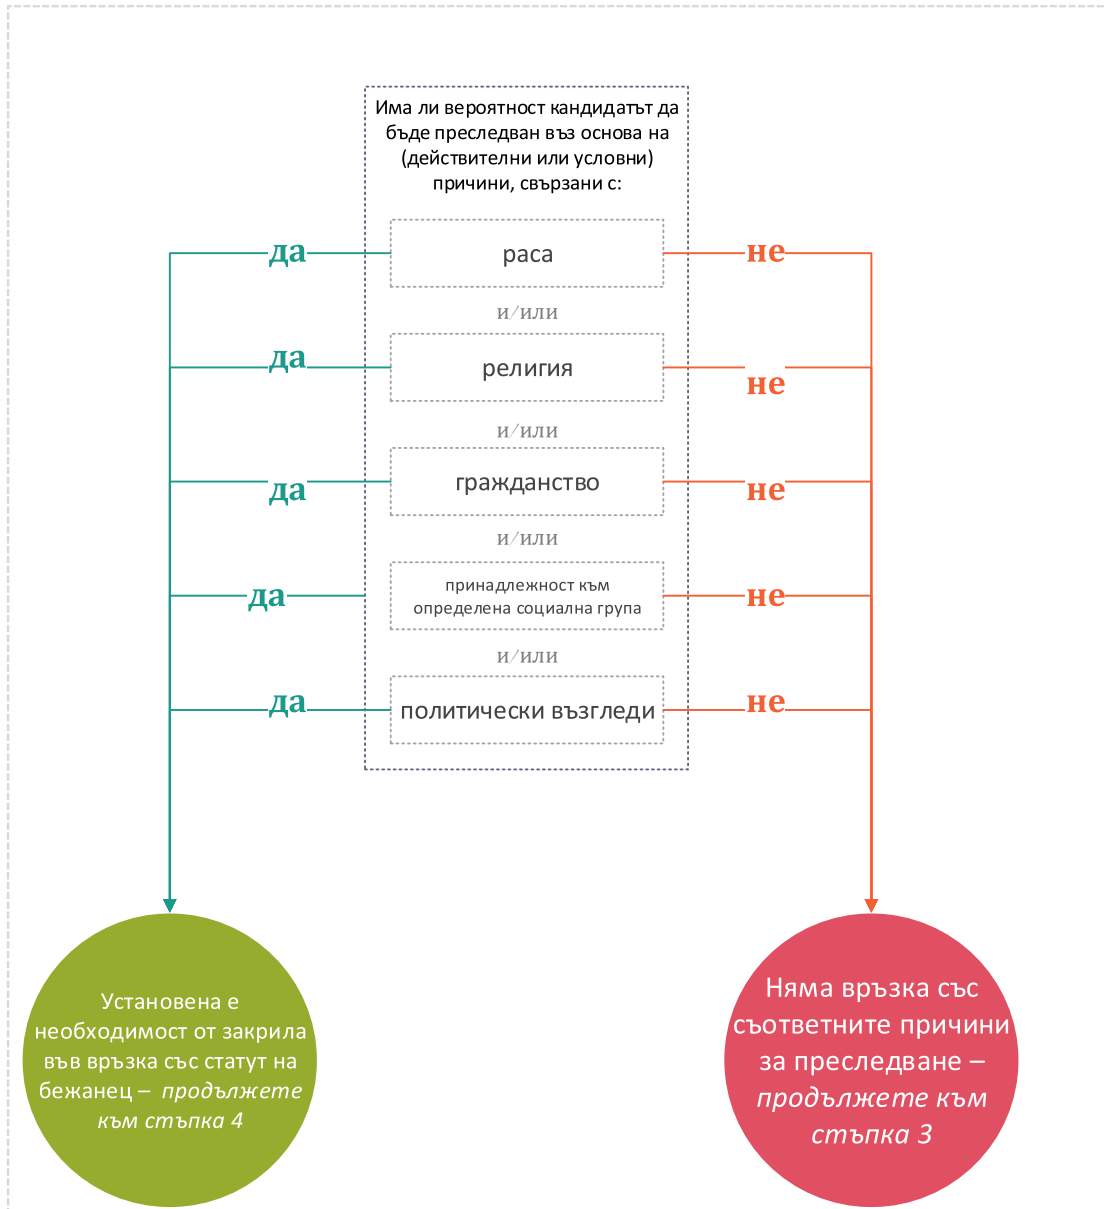 Има ли вероятност кандидатът да
бъде преследван въз основа на
(действителни или условни)
причини, свързани с:
да
раса
не
и/или
да
религия
не
и/или
да
гражданство
не
и/или
да
принадлежност към
определена социална група
не
и/или
да
политически възгледи
не
Установена е
необходимост от закрила
във връзка със статут на
бежанец – продължете
към стъпка 4
Няма връзка със
съответните причини
за преследване –
продължете към
стъпка 3